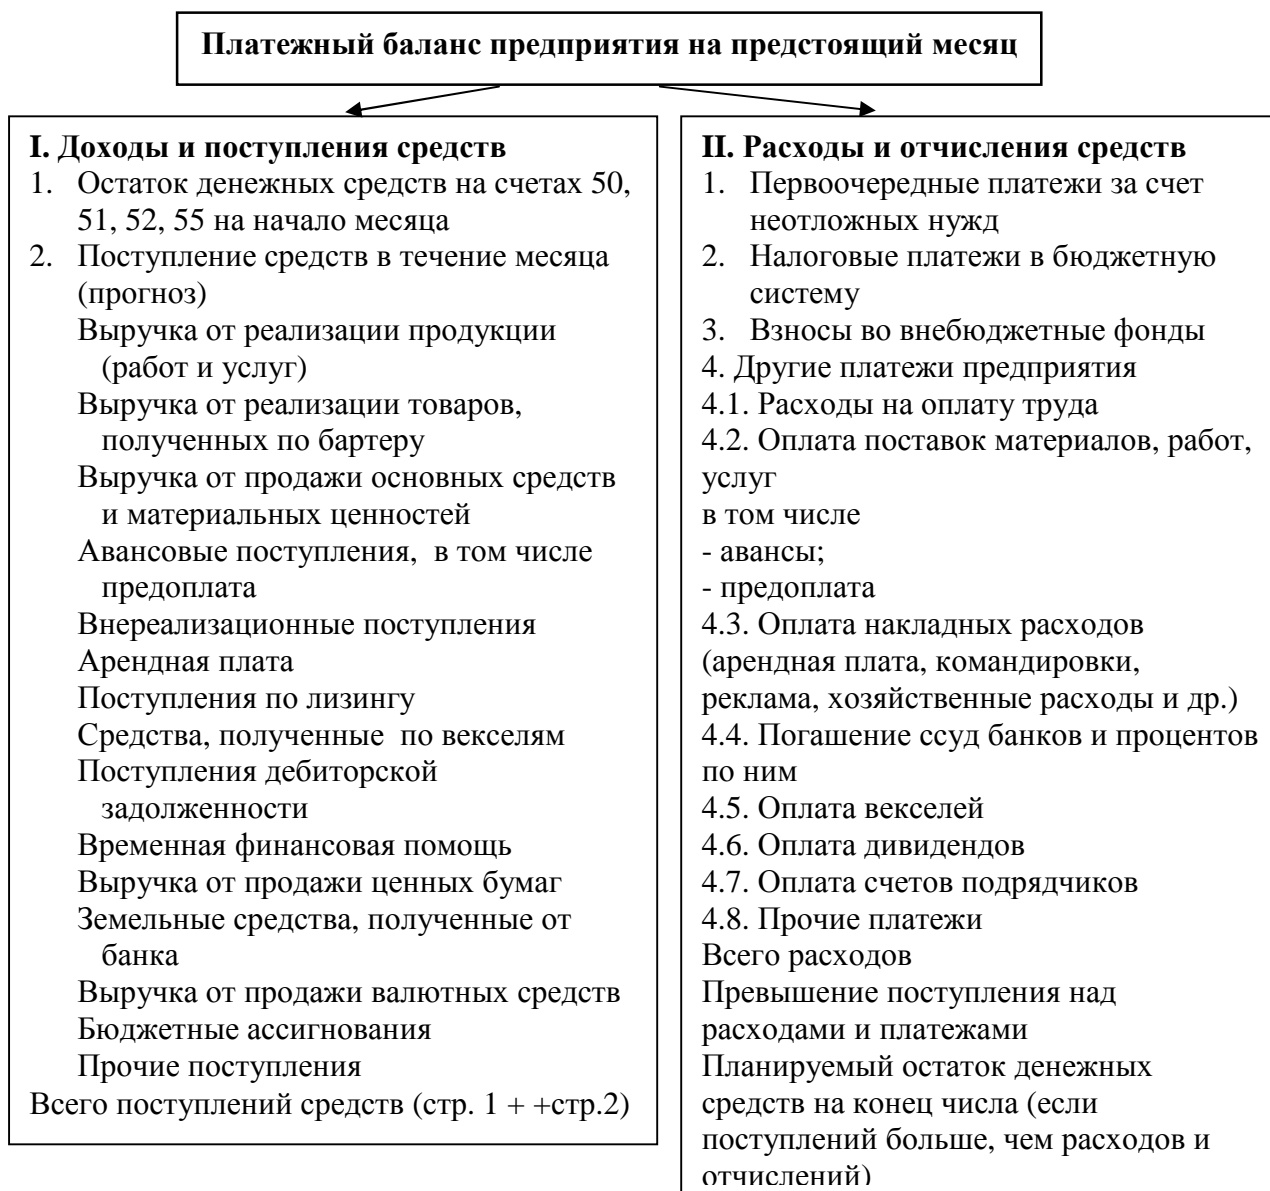 Платежный баланс предприятия на предстоящий месяц
I. Доходы и поступления средств
1. Остаток денежных средств на счетах 50,
51, 52, 55 на начало месяца
2. Поступление средств в течение месяца
(прогноз)
Выручка от реализации продукции
(работ и услуг)
Выручка от реализации товаров,
полученных по бартеру
Выручка от продажи основных средств
и материальных ценностей
Авансовые поступления, в том числе
предоплата
Внереализационные поступления
Арендная плата
Поступления по лизингу
Средства, полученные по векселям
Поступления дебиторской
задолженности
Временная финансовая помощь
Выручка от продажи ценных бумаг
Земельные средства, полученные от
банка
Выручка от продажи валютных средств
Бюджетные ассигнования
Прочие поступления
Всего поступлений средств (стр. 1 + +стр.2)
II. Расходы и отчисления средств
1. Первоочередные платежи за счет
неотложных нужд
2. Налоговые платежи в бюджетную
систему
3. Взносы во внебюджетные фонды
4. Другие платежи предприятия
4.1. Расходы на оплату труда
4.2. Оплата поставок материалов, работ,
услуг
в том числе
- авансы;
- предоплата
4.3. Оплата накладных расходов
(арендная плата, командировки,
реклама, хозяйственные расходы и др.)
4.4. Погашение ссуд банков и процентов
по ним
4.5. Оплата векселей
4.6. Оплата дивидендов
4.7. Оплата счетов подрядчиков
4.8. Прочие платежи
Всего расходов
Превышение поступления над
расходами и платежами
Планируемый остаток денежных
средств на конец числа (если
поступлений больше, чем расходов и
отчислений)